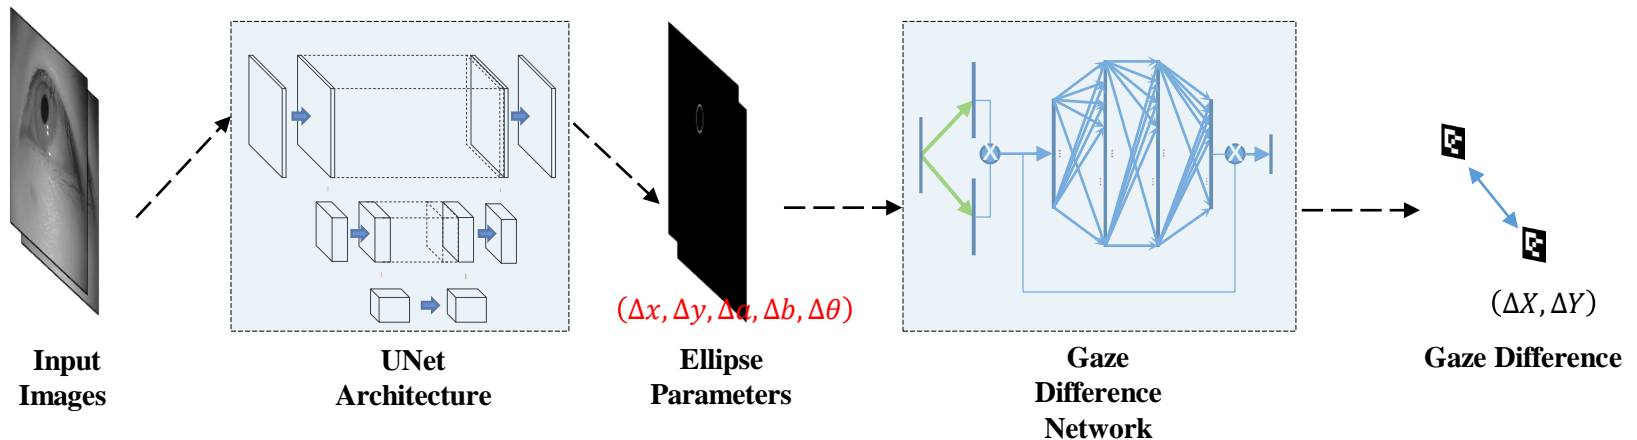 (Δx, Δy, Δa, Δb, Δθ)
(ΔX, ΔY)
Input
Images
UNet
Architecture
Ellipse
Parameters
Gaze
Difference
Network
Gaze Difference